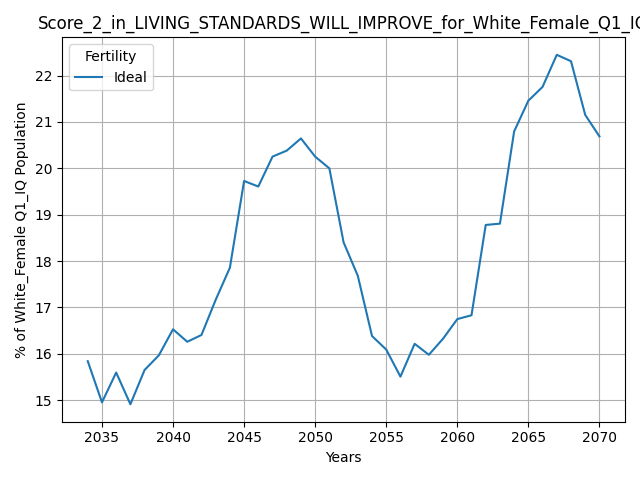 Score_2_in_LIVING_STANDARDS_WILL_IMPROVE_for_White_Female_Q1_IQ
Fertility
Ideal
% of White_Female Q1_IQ Population
22
21
20
19
18
17
16
15
2035 2040 2045 2050 2055 2060 2065 2070
Years